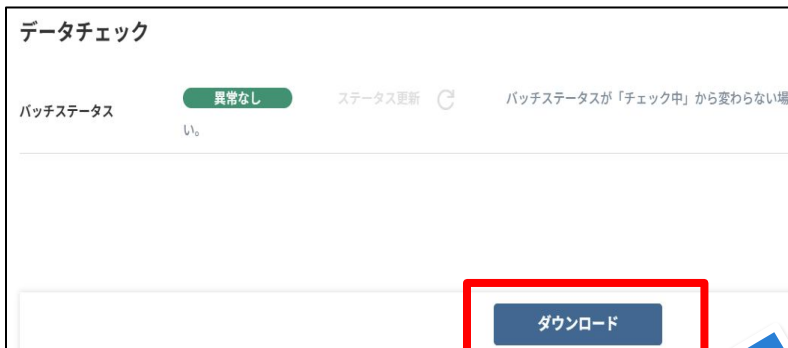 データチェック
バッチステータス 異常なし ステータス更新 バッチステータスが「チェック中」から変わらない場
い。
ダウンロード